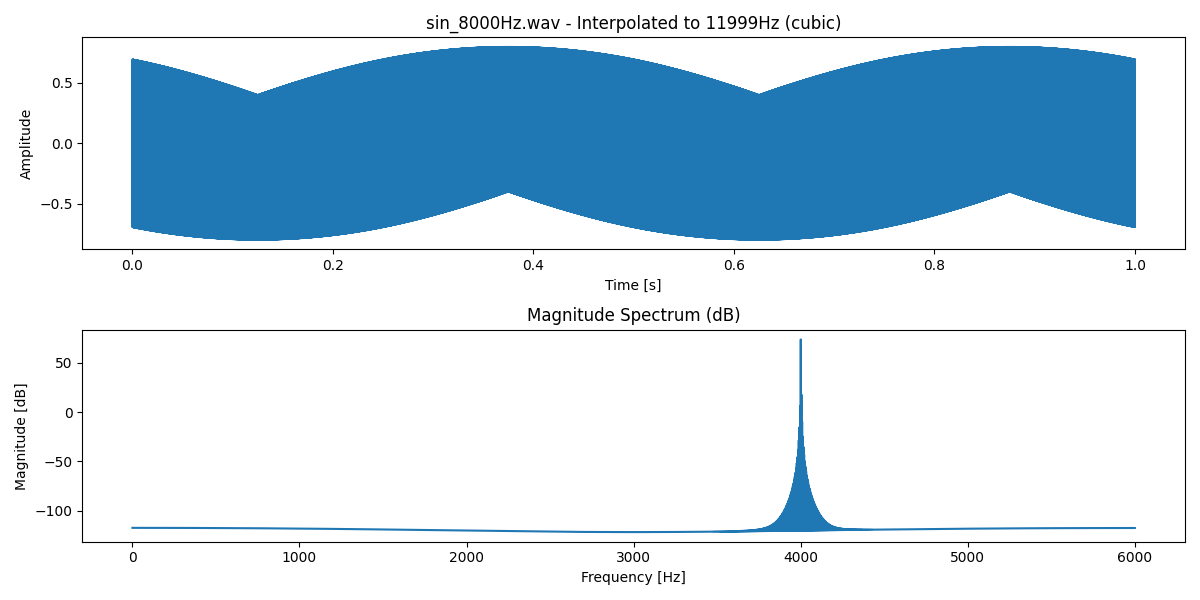 sin_8000Hz.wav - Interpolated to 11999Hz (cubic)
Amplitude
0.5
0.0
−0.5
0.0 0.2 0.4 0.6 0.8 1.0
Time [s]
Magnitude Spectrum (dB)
Magnitude [dB]
50
0
−50
−100
0 1000 2000 3000 4000 5000 6000
Frequency [Hz]